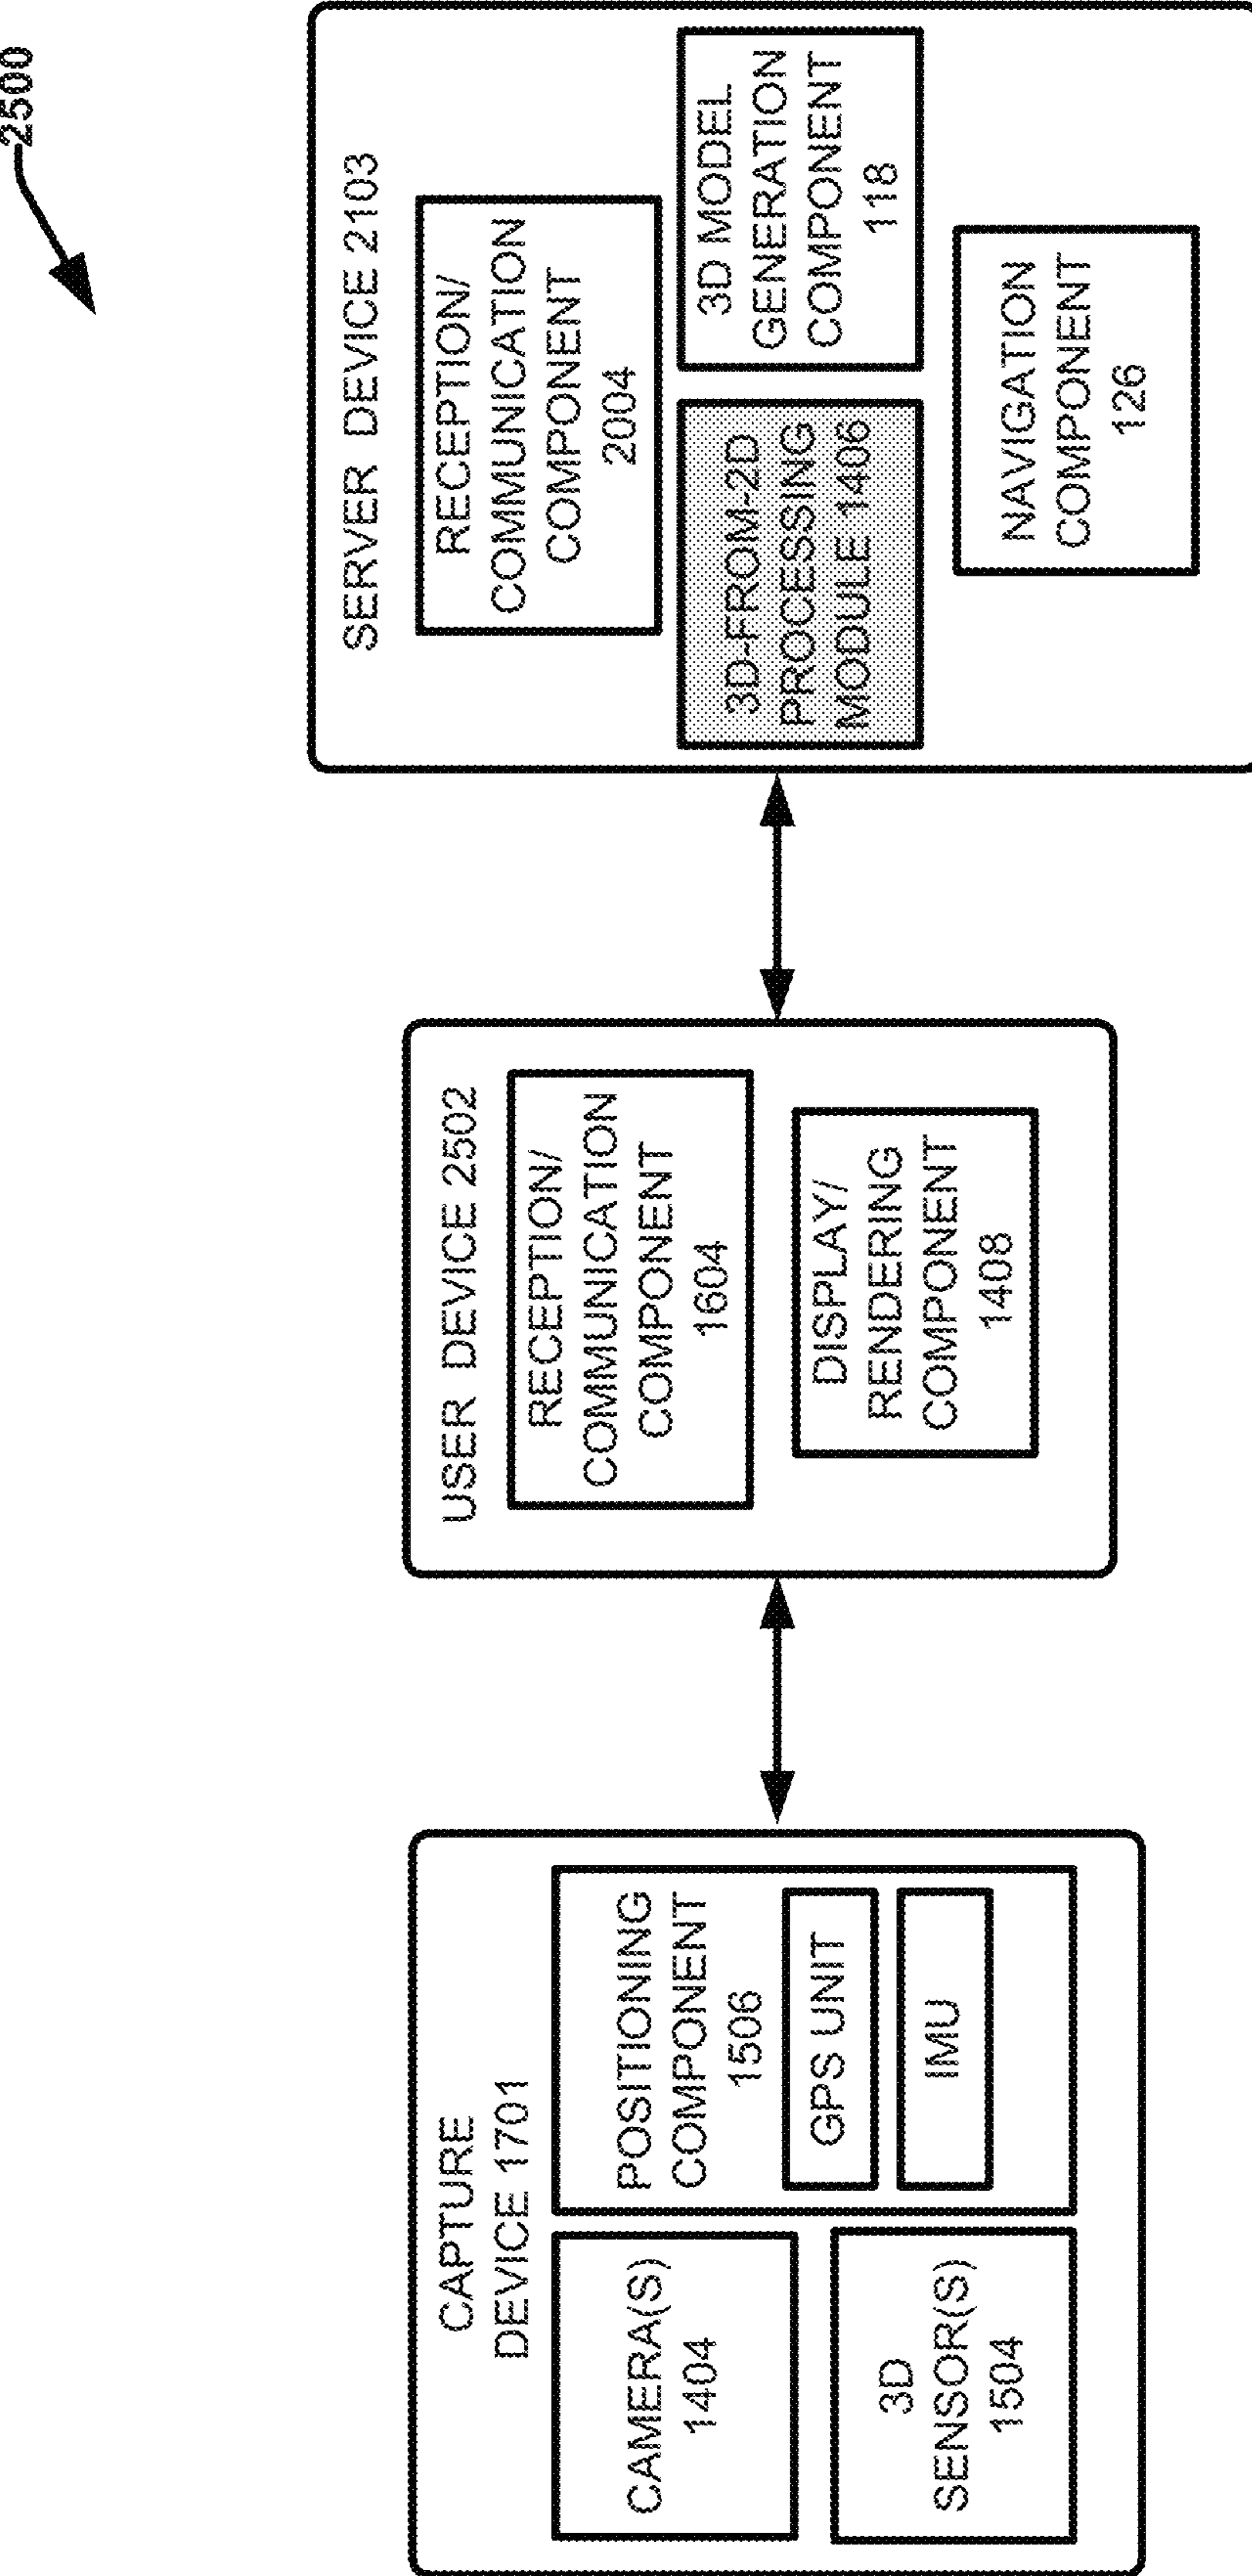 2500
CAPTURE
DEVICE 1701
CAMERA(S)
1404
3D
SENSOR(S)
1504
POSITIONING
COMPONENT
1506
GPS UNIT
IMU
USER DEVICE 2502
RECEPTION/
COMMUNICATION
COMPONENT
1604
DISPLAY/
RENDERING
COMPONENT
1408
SERVER DEVICE 2103
RECEPTION/
COMMUNICATION
COMPONENT
2004
3D-FROM-2D
PROCESSING
MODULE 1406
3D MODEL
GENERATION
COMPONENT
118
NAVIGATION
COMPONENT
126